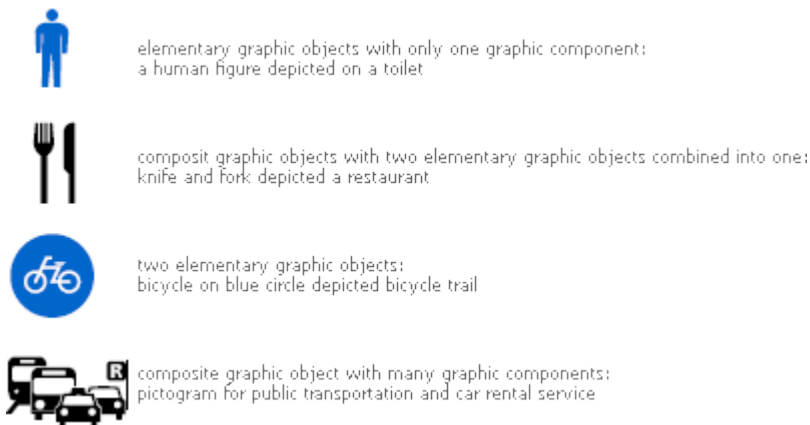 elementary graphic objects with only one graphic component:
a human figure depicted on a toilet
composit graphic objects with two elementary graphic objects combined into one:
knife and fork depicted a restaurant
two elementary graphic objects:
bicycle on blue circle depicted bicycle trail
R
composite graphic object with many graphic components:
pictogram for public transportation and car rental service